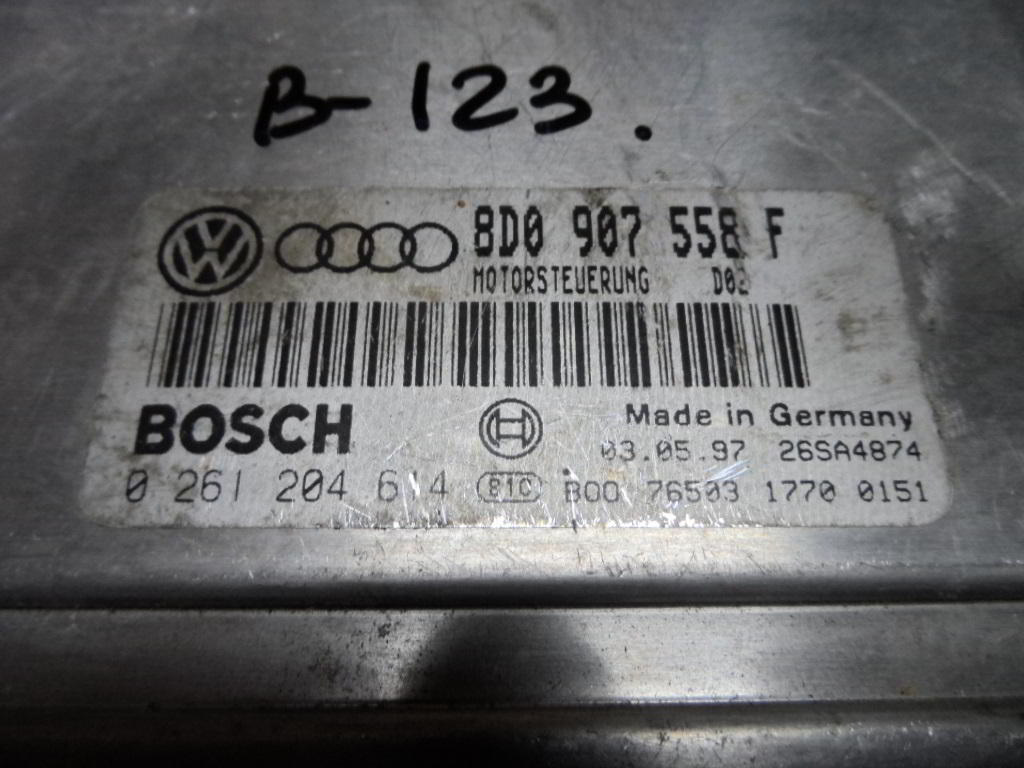 B-123.
8D0 907 558 F
MOTORSTEUERUNG D02
BOSCH
Made in Germany
03.05.97 26SA4874
0 261 204 614 81C B00 76503 1770 0151